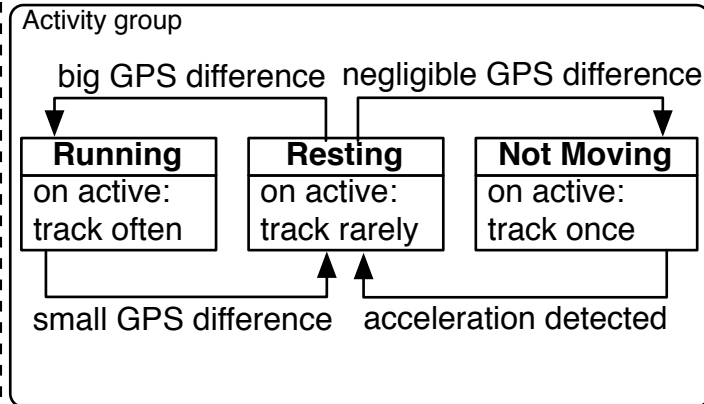 Activity group
big GPS difference
negligible GPS difference
Running
on active:
track often
Resting
on active:
track rarely
Not Moving
on active:
track once
small GPS difference
acceleration detected